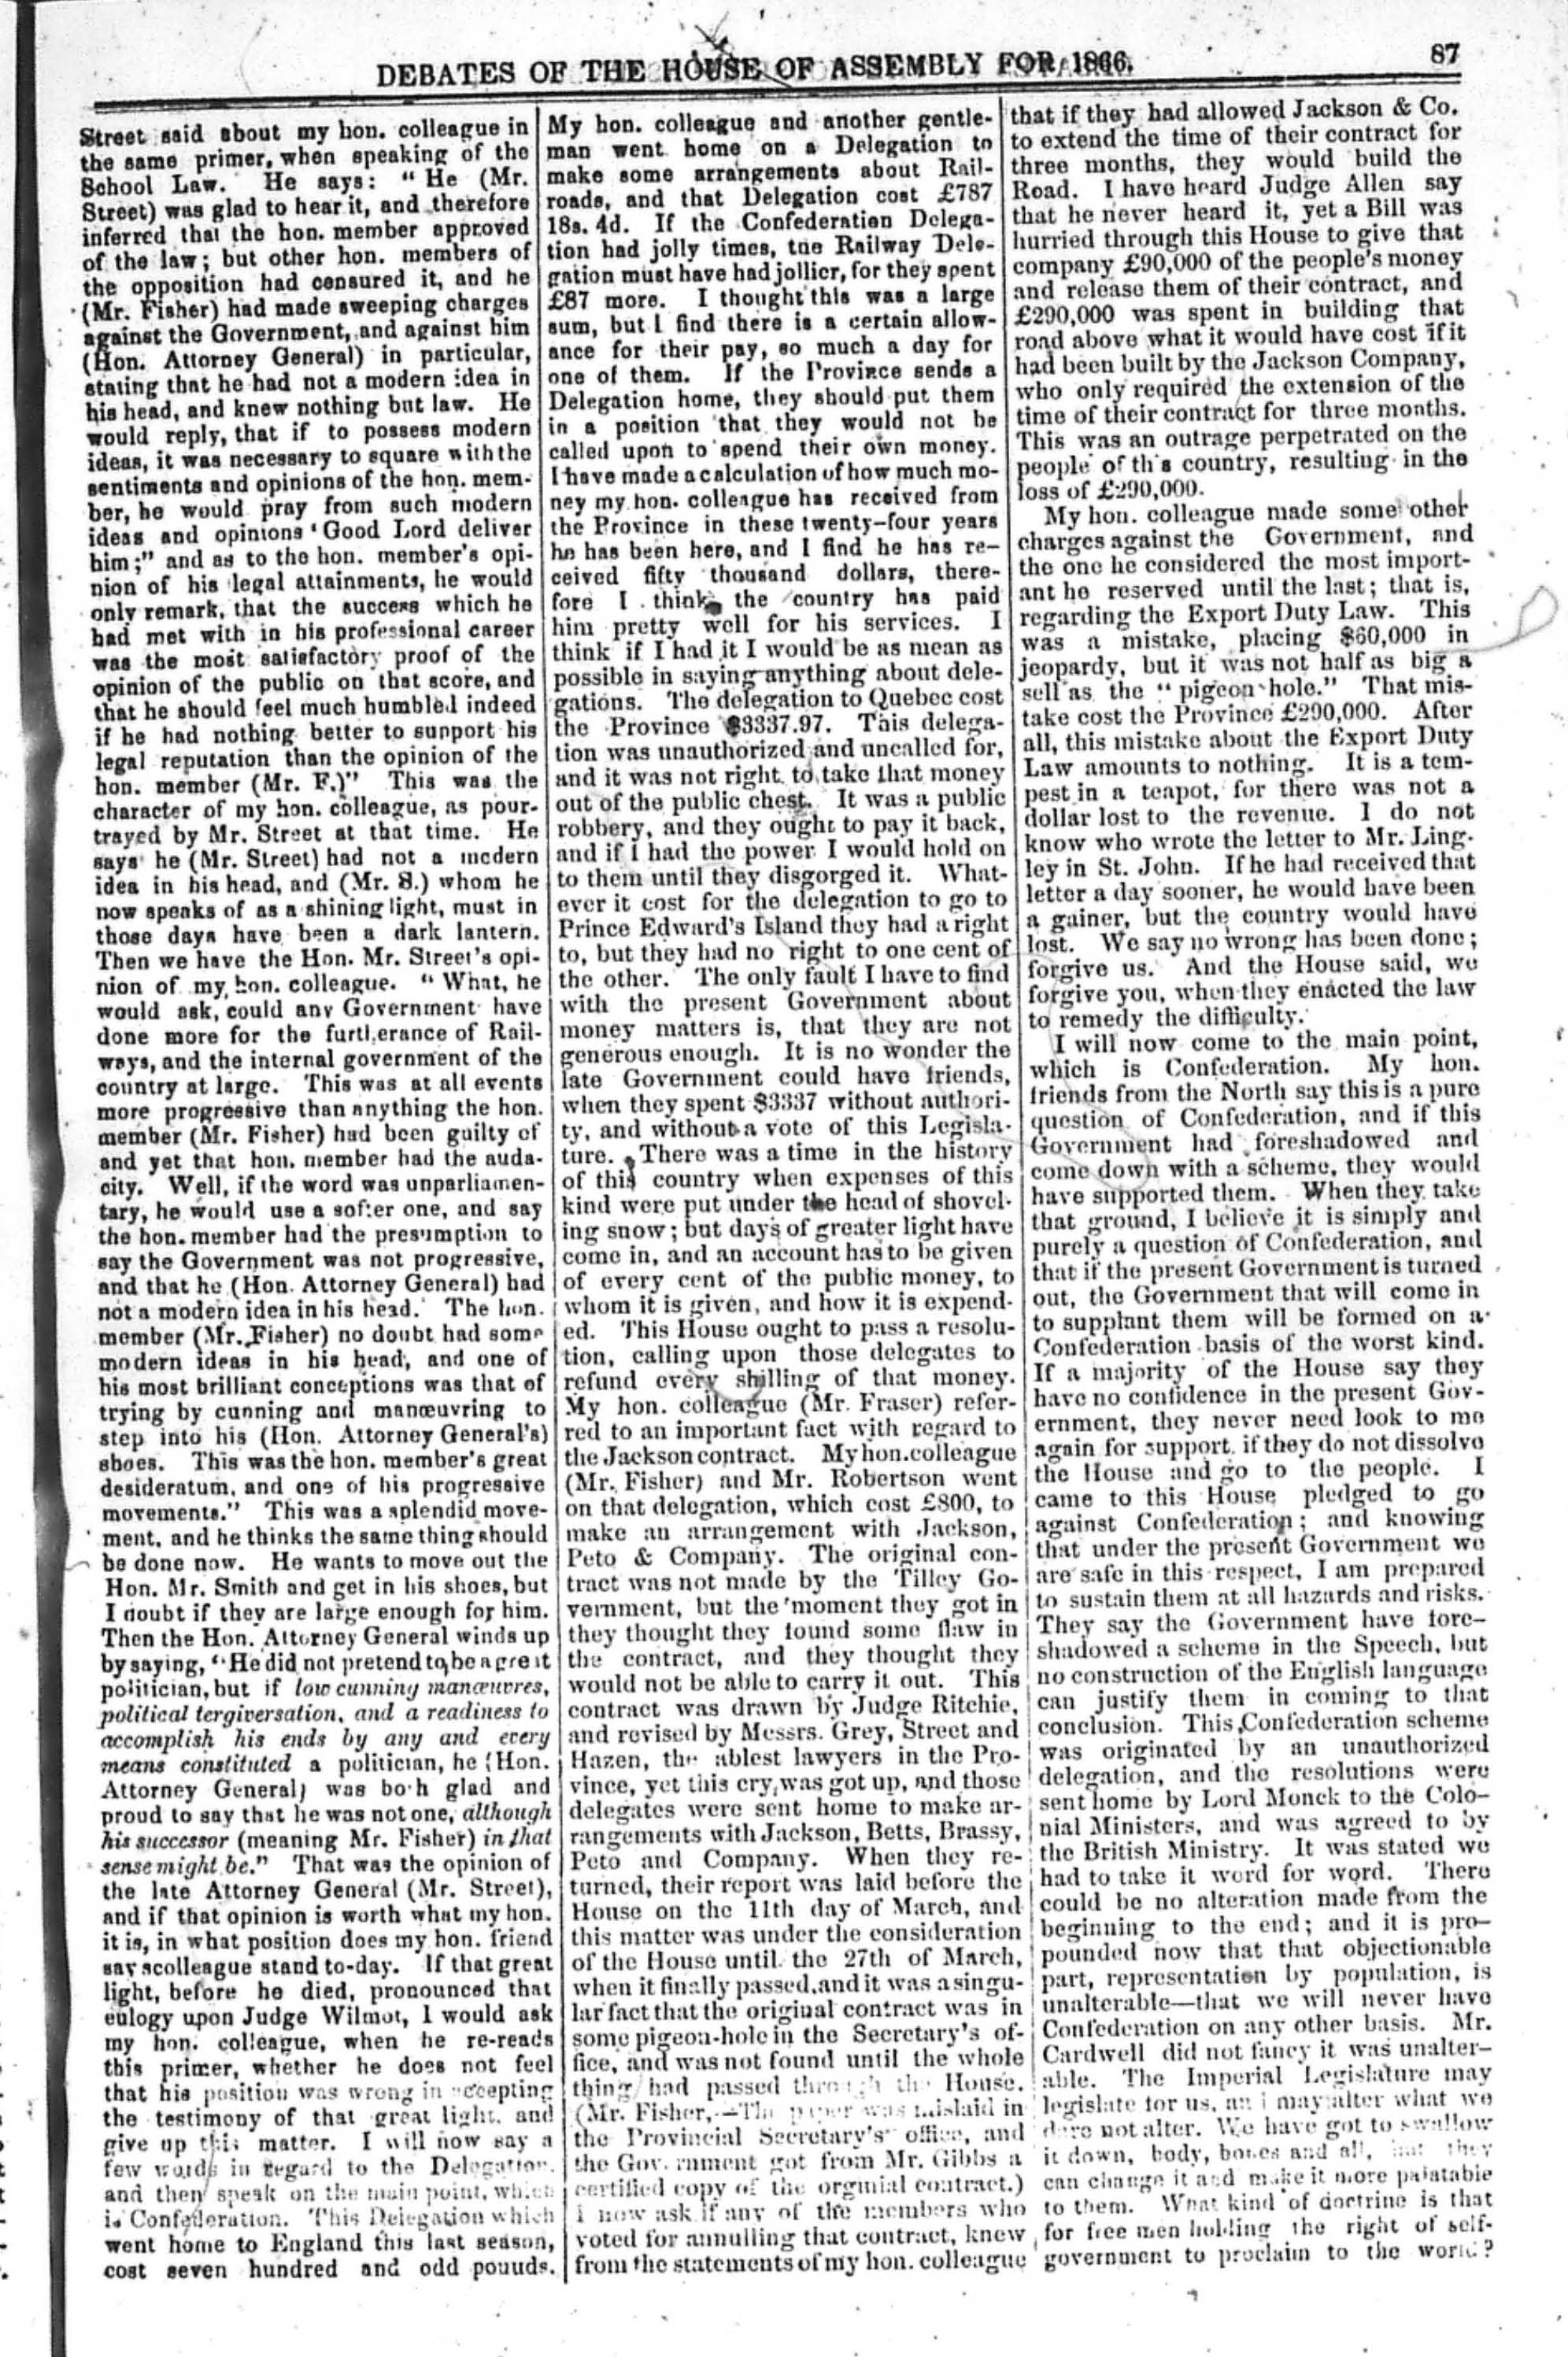 DEBATES OF THE HOUSE OF ASSEMBLY FOR 1866.
87
Street said about my hon. colleague in
the same primer, when speaking of the
School Law. He says: "He (Mr.
Street) was glad to hear it, and therefore
inferred that the hon. member approved
of the law; but other hon. members of
the opposition had censured it, and he
(Mr. Fisher) had made sweeping charges
against the Government, and against him
(Hon. Attorney General) in particular,
stating that he had not a modern idea in
his head, and knew nothing but law. He
would reply, that if to possess modern
ideas, it was necessary to square with the
sentiments and opinions of the hon. mem-
ber, he would pray from such modern
ideas and opinions 'Good Lord deliver
him;" and as to the hon. member's opi-
nion of his legal attainments, he would
only remark, that the success which he
had met with in his professional career
was the most satisfactory proof of the
opinion of the public on that score, and
that he should feel much humbled indeed
if he had nothing better to support his
legal reputation than the opinion of the
hon. member (Mr. F.)" This was the
character of my hon. colleague, as pour-
trayed by Mr. Street at that time. He
says he (Mr. Street) had not a modern
idea in his head, and (Mr. S.) whom he
now speaks of as a shining light, must in
those days have been a dark lantern.
Then we have the Hon. Mr. Street's opi-
nion of my hon. colleague. "What, he
would ask, could any Government have
done more for the furtherance of Rail-
ways, and the internal government of the
country at large. This was at all events
more progressive than anything the hon.
member (Mr. Fisher) had been guilty of
and yet that hon. member had the auda-
city. Well, if the word was unparliamen-
tary, he would use a softer one, and say
the hon. member had the presumption to
say the Government was not progressive,
and that he (Hon. Attorney General) had
not a modern idea in his head. The hon.
member (Mr. Fisher) no doubt had some
modern ideas in his head, and one of
his most brilliant conceptions was that of
trying by cunning and manœuvring to
step into his (Hon. Attorney General's)
shoes. This was the hon. member's great
desideratum, and one of his progressive
movements." This was a splendid move-
ment, and he thinks the same thing should
be done now. He wants to move out the
Hon. Mr. Smith and get in his shoes, but
I doubt if they are large enough for him.
Then the Hon. Attorney General winds up
by saying, "He did not pretend to be a great
politician, but if low cunning manœuvres,
political tergiversation, and a readiness to
accomplish his ends by any and every
means constituted a politician, he (Hon.
Attorney General) was both glad and
proud to say that he was not one, although
his successor (meaning Mr. Fisher) in that
sense might be." That was the opinion of
the late Attorney General (Mr. Street),
and if that opinion is worth what my hon.
it is, in what position does my hon. friend
say scolleague stand to-day. If that great
light, before he died, pronounced that
eulogy upon Judge Wilmot, I would ask
my hon. colleague, when he re-reads
this primer, whether he does not feel
that his position was wrong in accepting
the testimony of that great light, and
give up this matter. I will now say a
few words in regard to the Delegation,
and then speak on the main point, which
is Confederation. This Delegation which
went home to England this last season,
cost seven hundred and odd pouuds.
My hon. colleague and another gentle-
man went home on a Delegation to
make some arrangements about Rail-
roads, and that Delegation cost £787
18s. 4d. If the Confederation Delega-
tion had jolly times, the Railway Dele-
gation must have had jollier, for they spent
£87 more. I thought this was a large
sum, but I find there is a certain allow-
ance for their pay, so much a day for
one of them. If the Province sends a
Delegation home, they should put them
in a position that they would not be
called upon to spend their own money.
I have made a calculation of how much mo-
ney my hon. colleague has received from
the Province in these twenty-four years
he has been here, and I find he has re-
ceived fifty thousand dollars, there-
fore I think the country has paid
him pretty well for his services. I
think if I had it I would be as mean as
possible in saying anything about dele-
gations. The delegation to Quebec cost
the Province $3337.97. This delega-
tion was unauthorized and uncalled for,
and it was not right to take that money
out of the public chest. It was a public
robbery, and they ought to pay it back,
and if I had the power I would hold on
to them until they disgorged it. What-
ever it cost for the delegation to go to
Prince Edward's Island they had a right
to, but they had no right to one cent of
the other. The only fault I have to find
with the present Government about
money matters is, that they are not
generous enough. It is no wonder the
late Government could have friends,
when they spent $3337 without authori-
ty, and without a vote of this Legisla-
ture. There was a time in the history
of this country when expenses of this
kind were put under the head of shovel-
ing snow; but days of greater light have
come in, and an account has to be given
of every cent of the public money, to
whom it is given, and how it is expend-
ed. This House ought to pass a resolu-
tion, calling upon those delegates to
refund every shilling of that money.
My hon. colleague (Mr. Fraser) refer-
red to an important fact with regard to
the Jackson contract. My hon. colleague
(Mr. Fisher) and Mr. Robertson went
on that delegation, which cost £800, to
make an arrangement with Jackson,
Peto & Company. The original con-
tract was not made by the Tilley Go-
vernment, but the moment they got in
they thought they found some flaw in
the contract, and they thought they
would not be able to carry it out. This
contract was drawn by Judge Ritchie,
and revised by Messrs. Grey, Street and
Hazen, the ablest lawyers in the Pro-
vince, yet this cry was got up, and those
delegates were sent home to make ar-
rangements with Jackson, Betts, Brassy,
Peto and Company. When they re-
turned, their report was laid before the
House on the 11th day of March, and
this matter was under the consideration
of the House until the 27th of March,
when it finally passed, and it was a singu-
lar fact that the original contract was in
some pigeon-hole in the Secretary's of-
fice, and was not found until the whole
thing had passed through the House.
(Mr. Fisher,—The paper was mislaid in
the Provincial Secretary's office, and
the Government got from Mr. Gibbs a
certified copy of the orginial contract.)
I now ask if any of the members who
voted for annulling that contract, knew
from the statements of my hon. colleague
that if they had allowed Jackson & Co.
to extend the time of their contract for
three months, they would build the
Road. I have heard Judge Allen say
that he never heard it, yet a Bill was
hurried through this House to give that
company £90,000 of the people's money
and release them of their contract, and
£290,000 was spent in building that
road above what it would have cost if it
had been built by the Jackson Company,
who only required the extension of the
time of their contract for three months.
This was an outrage perpetrated on the
people of th's country, resulting in the
loss of £290,000.
My hon. colleague made some other
charges against the Government, and
the one he considered the most import-
ant he reserved until the last; that is,
regarding the Export Duty Law. This
was a mistake, placing $60,000 in
jeopardy, but it was not half as big a
sell as the "pigeon hole." That mis-
take cost the Province £290,000. After
all, this mistake about the Export Duty
Law amounts to nothing. It is a tem-
pest in a teapot, for there was not a
dollar lost to the revenue. I do not
know who wrote the letter to Mr. Ling-
ley in St. John. If he had received that
letter a day sooner, he would have been
a gainer, but the country would have
lost. We say no wrong has been done;
forgive us. And the House said, we
forgive you, when they enacted the law
to remedy the difficulty.
I will now come to the main point,
which is Confederation. My hon.
friends from the North say this is a pure
question of Confederation, and if this
Government had foreshadowed and
come down with a scheme, they would
have supported them. When they take
that ground, I believe it is simply and
purely a question of Confederation, and
that if the present Government is turned
out, the Government that will come in
to supplant them will be formed on a
Confederation basis of the worst kind.
If a majority of the House say they
have no confidence in the present Gov-
ernment, they never need look to me
again for support if they do not dissolve
the House and go to the people. I
came to this House pledged to go
against Confederation; and knowing
that under the present Government we
are safe in this respect, I am prepared
to sustain them at all hazards and risks.
They say the Government have fore-
shadowed a scheme in the Speech, but
no construction of the English language
can justify them in coming to that
conclusion. This Confederation scheme
was originated by an unauthorized
delegation, and the resolutions were
sent home by Lord Monck to the Colo-
nial Ministers, and was agreed to by
the British Ministry. It was stated we
had to take it word for word. There
could be no alteration made from the
beginning to the end; and it is pro-
pounded now that that objectionable
part, representation by population, is
unalterable—that we will never have
Confederation on any other basis. Mr.
Cardwell did not fancy it was unalter-
able. The Imperial Legislature may
legislate for us, and may alter what we
dare not alter. We have got to swallow
it down, body, bones and all, but they
can change it and make it more palatable
to them. What kind of doctrine is that
for free men holding the right of self-
government to proclaim to the world?